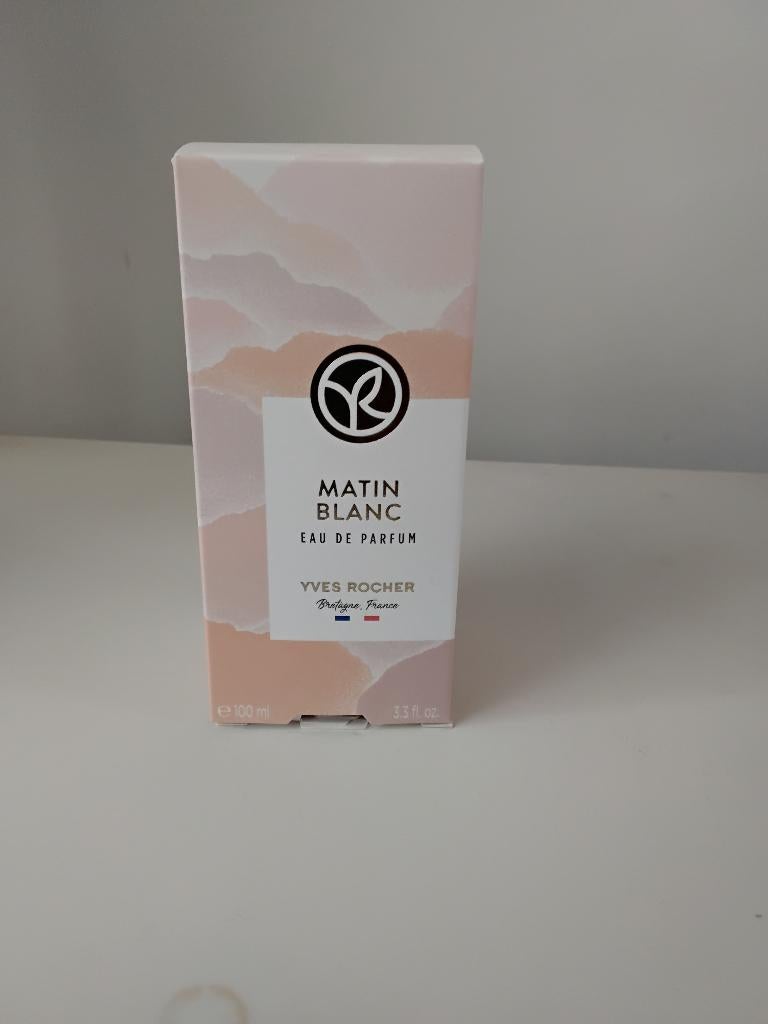 MATIN
BLANC
EAU DE PARFUM
YVES ROCHER
Bretagne, France
℮ 100 ml
3.3 fl. oz.